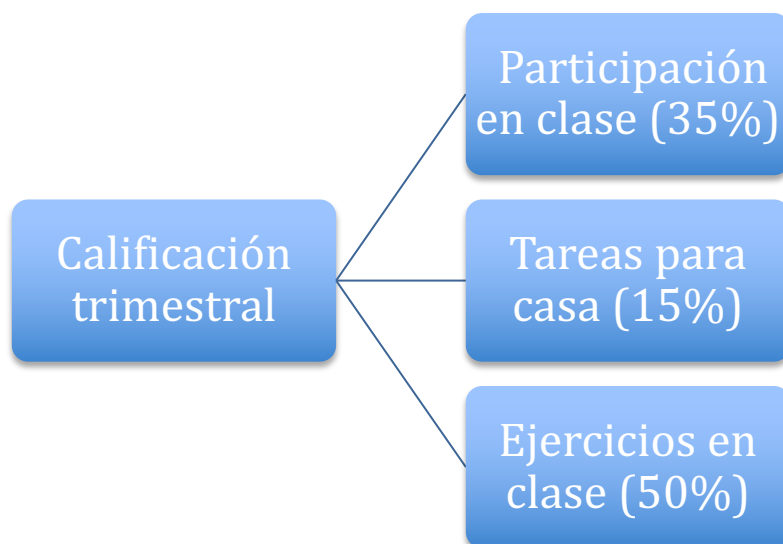 Participación
en clase (35%)
Calificación
trimestral
Tareas para
casa (15%)
Ejercicios en
clase (50%)